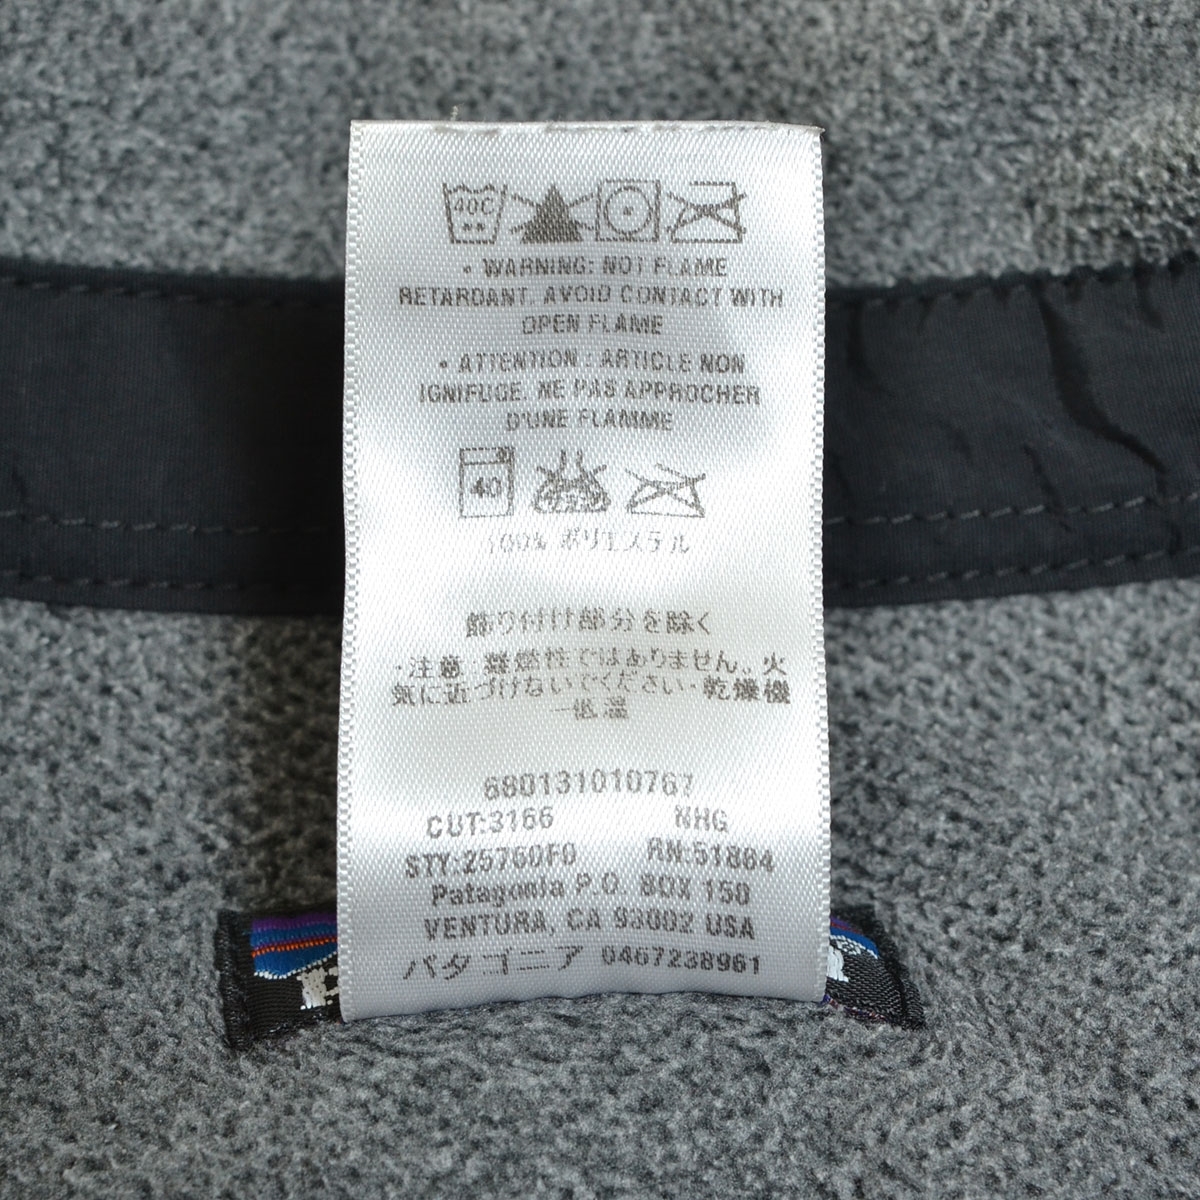 40C
• WARNING: NOT FLAME
RETARDANT. AVOID CONTACT WITH
OPEN FLAME
• ATTENTION : ARTICLE NON
IGNIFUGE. NE PAS APPROCHER
D'UNE FLAMME
40
100% ポリエステル
飾り付け部分を除く
・注意：難燃性ではありません。火
気に近づけないでください・乾燥機
－低温
680131010767
CUT:3166 NHG
STY:25760F0 RN:51884
Patagonia P.O. BOX 150
VENTURA, CA 93002 USA
パタゴニア 0467238961